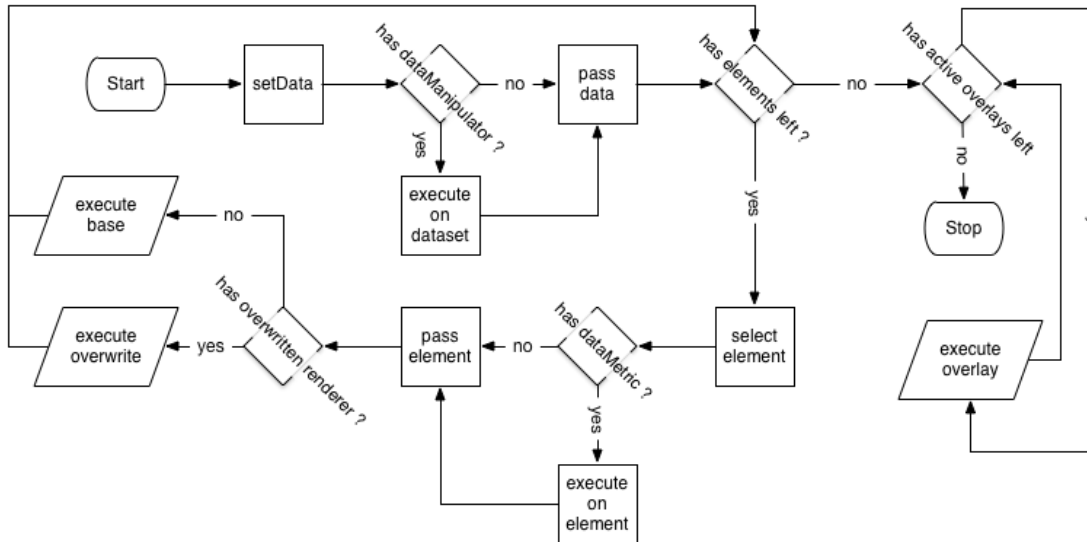 Start
setData
has dataManipulator ?
no
yes
execute
on
dataset
pass
data
has elements left ?
no
yes
has active overlays left
no
Stop
execute
overlay
select
element
has dataMetric ?
no
yes
execute
on
element
pass
element
has overwritten renderer ?
no
yes
execute
base
execute
overwrite